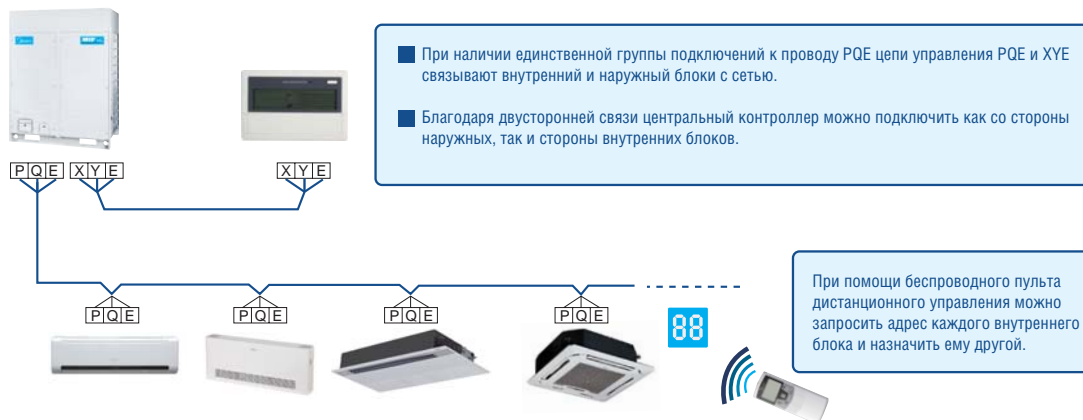 Midea
При наличии единственной группы подключений к проводу PQE цепи управления PQE и XYE
связывают внутренний и наружный блоки с сетью.
Благодаря двусторонней связи центральный контроллер можно подключить как со стороны
наружных, так и стороны внутренних блоков.
P Q E X Y E X Y E
P Q E P Q E P Q E P Q E
88
При помощи беспроводного пульта
дистанционного управления можно
запросить адрес каждого внутреннего
блока и назначить ему другой.